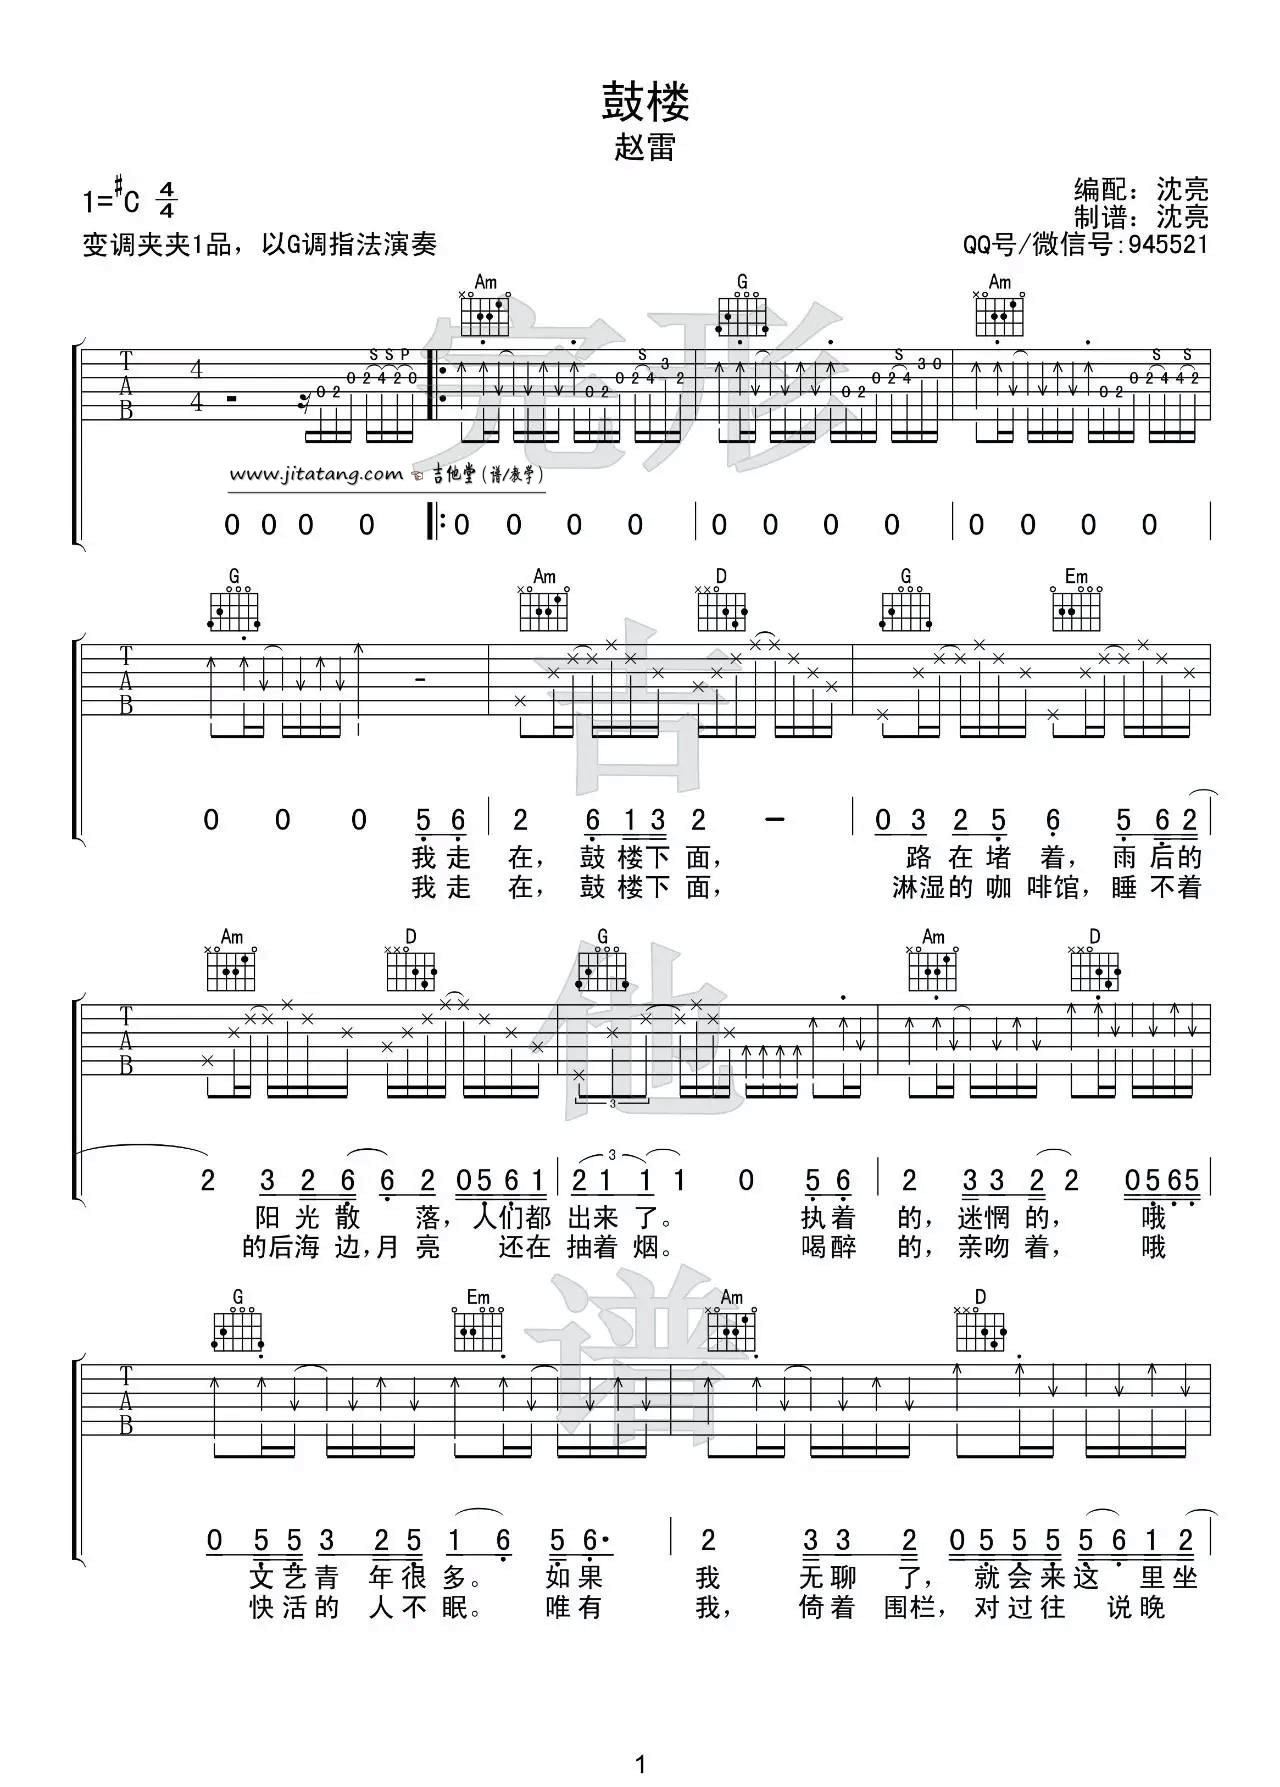 鼓楼
赵雷
1=#C 4/4
编配：沈亮
制谱：沈亮
变调夹夹1品，以G调指法演奏
QQ号/微信号:945521
Am G Am
S S P S S S S
T A B 4 4
0 2 0 2 4 2 0 0 2 0 2 4 3 2 0 2 0 2 4 3 0 0 2 0 2 4 4 2
www.jitatang.com 吉他堂(谱/教学)
0 0 0 0 0 0 0 0 0 0 0 0 0 0 0 0
G Am D G Em
T A B
0 0 0 5 6 2 6 1 3 2 - 0 3 2 5 6 5 6 2
我走 在，鼓楼下面， 路在堵着，雨后的
我走 在，鼓楼下面， 淋湿的咖啡馆，睡不着
Am D G Am D
T A B
3
3
2 3 2 6 6 2 0 5 6 1 2 1 1 1 0 5 6 2 3 3 2 2 0 5 6 5
阳光散 落，人们都出来了。 执着的，迷惘的， 哦
的后海边，月亮 还在抽着烟。 喝醉的，亲吻着， 哦
G Em Am D
T A B
0 5 5 3 2 5 1 6 5 6· 2 3 3 2 0 5 5 5 5 6 1 2
文艺青年很多。 如果 我 无聊了，就会来这 里坐
快活的人不眠。 唯有 我，倚着围栏，对过往 说晚
完形吉他谱
1